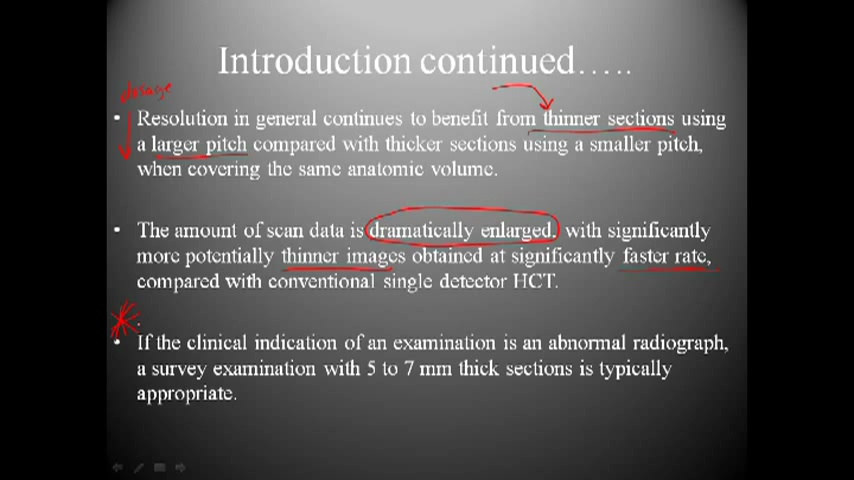 Introduction continued.....
dosage
• Resolution in general continues to benefit from thinner sections using
a larger pitch compared with thicker sections using a smaller pitch,
when covering the same anatomic volume.
• The amount of scan data is dramatically enlarged, with significantly
more potentially thinner images obtained at significantly faster rate,
compared with conventional single detector HCT.
• If the clinical indication of an examination is an abnormal radiograph,
a survey examination with 5 to 7 mm thick sections is typically
appropriate.